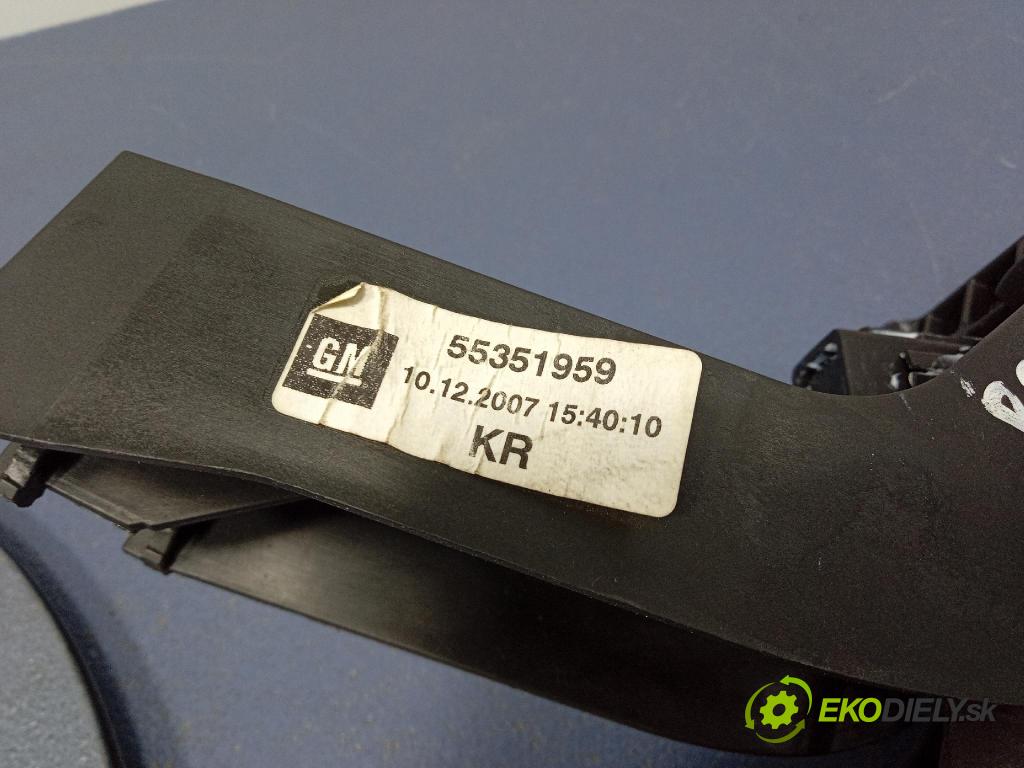 GM
55351959
10.12.2007 15:40:10
KR
EKODIELY.sk